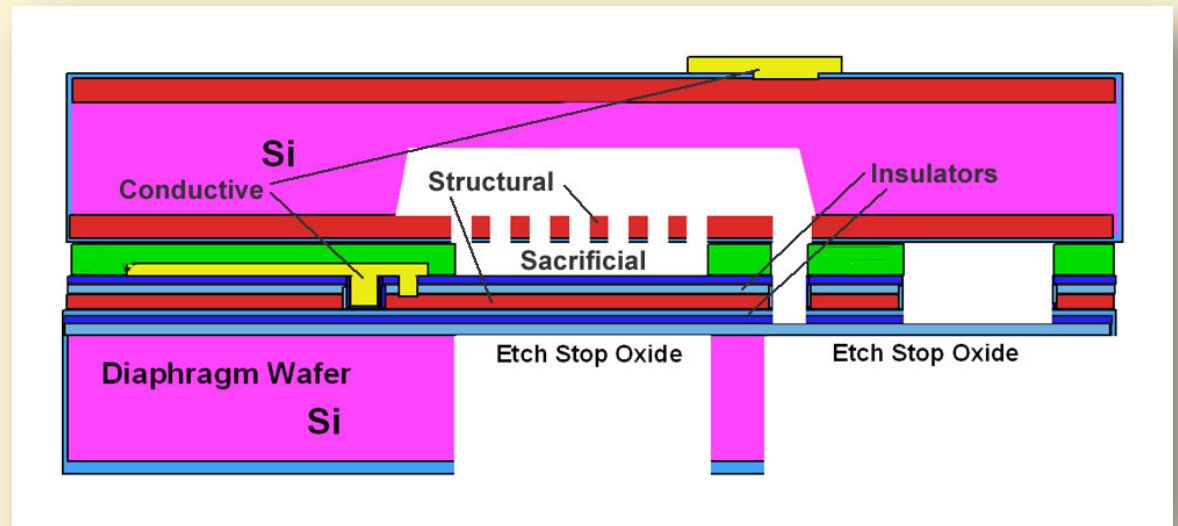 Si
Conductive
Structural
Insulators
Sacrificial
Etch Stop Oxide
Etch Stop Oxide
Diaphragm Wafer
Si